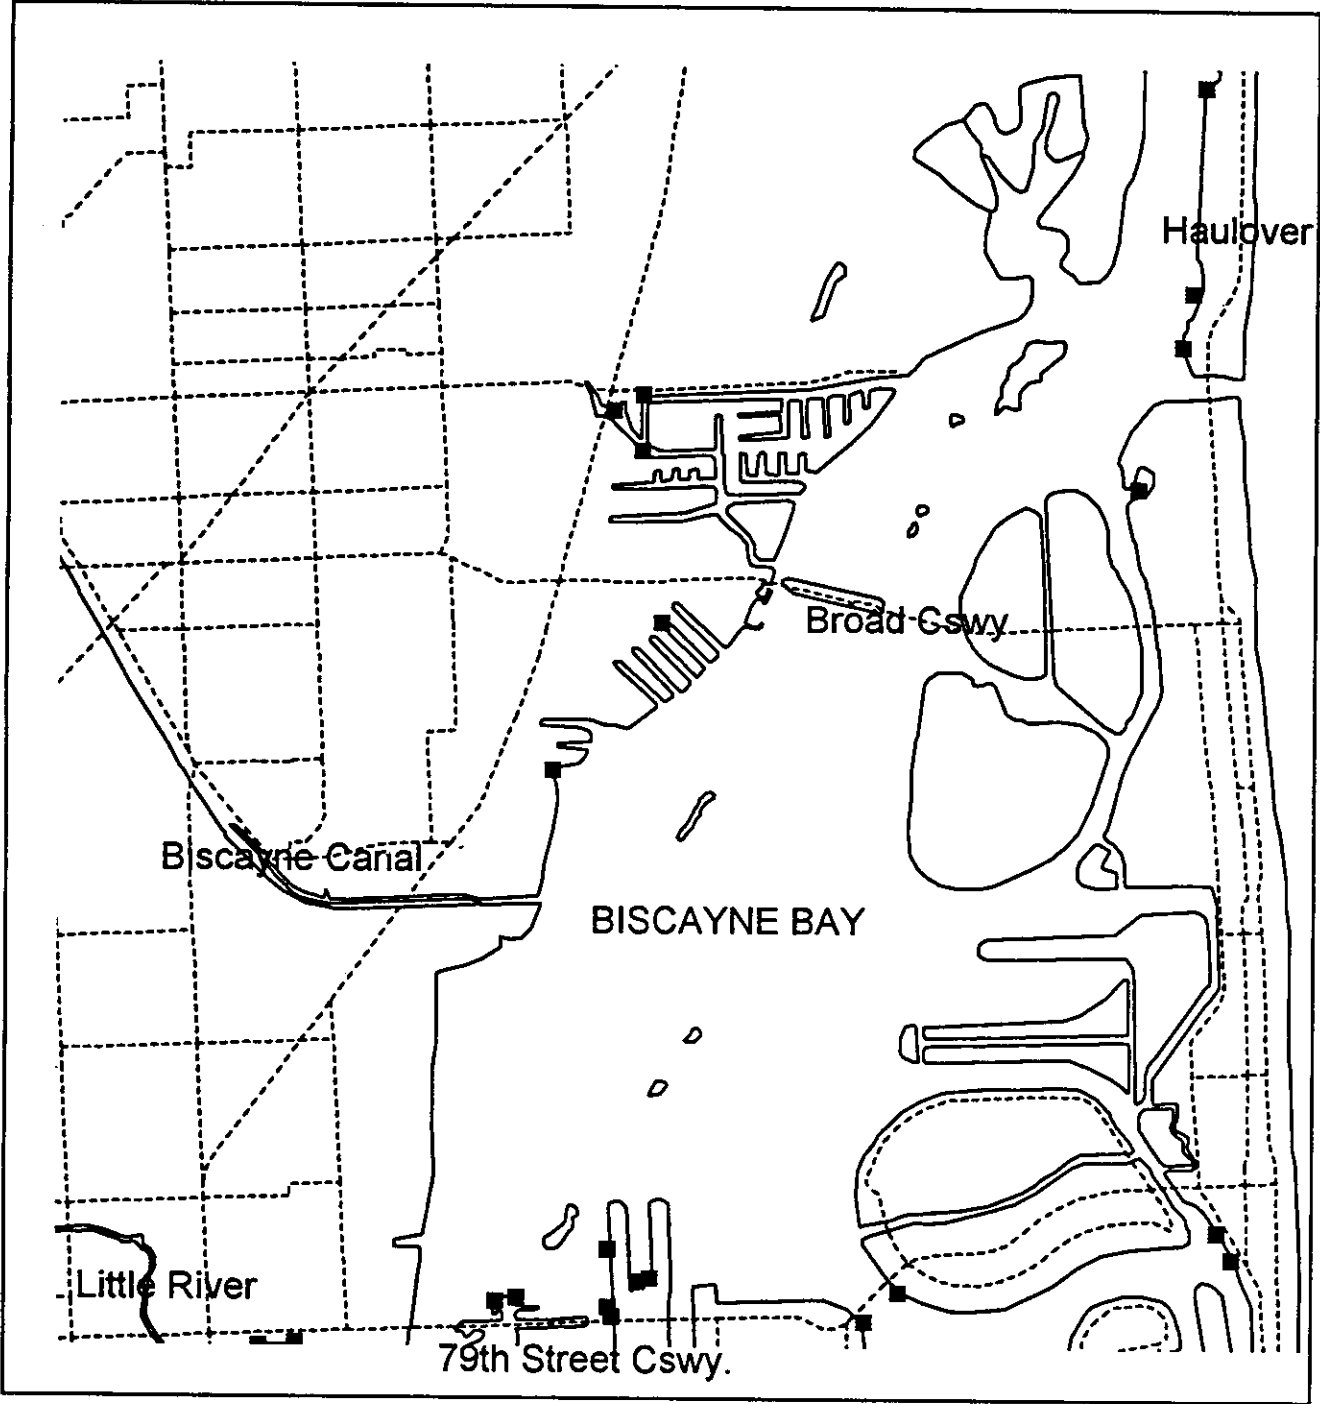 Haulover
Broad Cswy
Biscayne Canal
BISCAYNE BAY
Little River
79th Street Cswy.